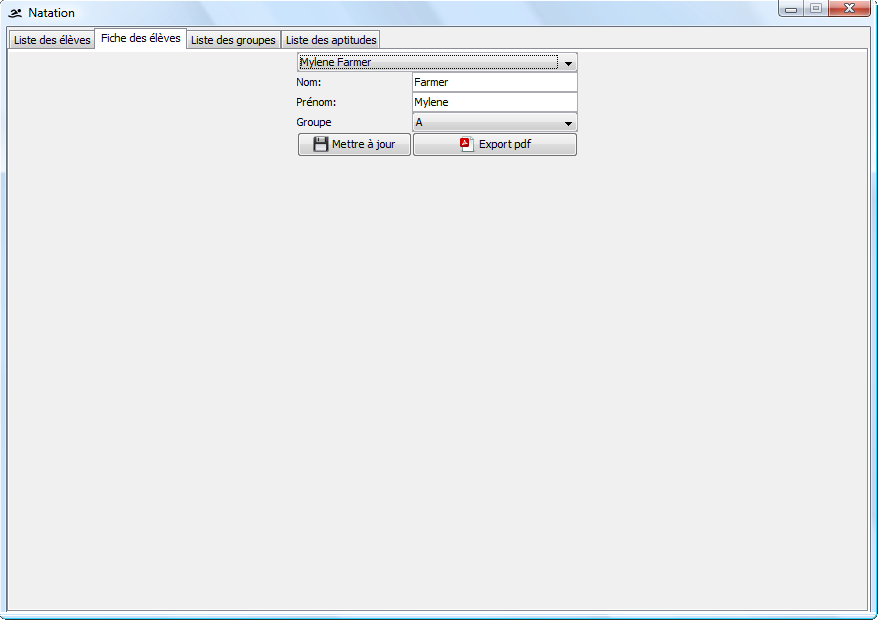 Natation
Liste des élèves Fiche des élèves Liste des groupes Liste des aptitudes
Mylene Farmer
Nom: Farmer
Prénom: Mylene
Groupe A
Mettre à jour Export pdf